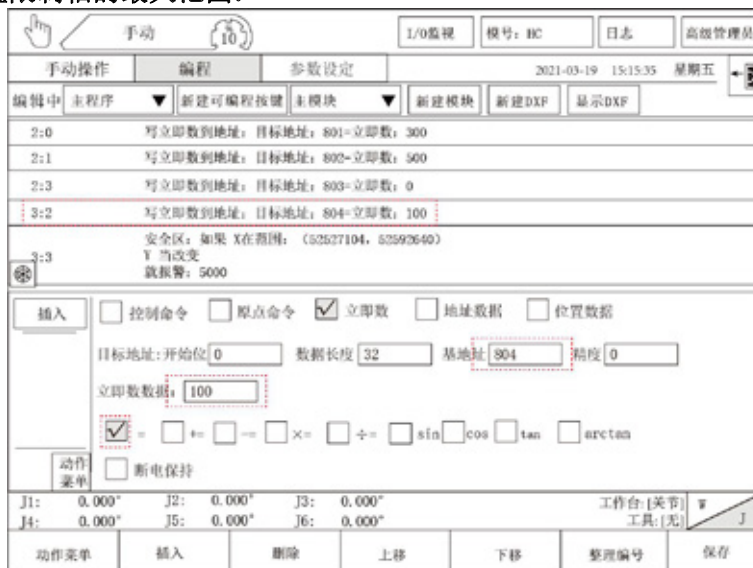 手动 10 I/0监视 模号: HC 日志 高级管理员
手动操作 编程 参数设定 2021-03-19 15:15:35 星期五
编辑中 主程序 新建可编程按键 主模块 新建模块 新建DXF 显示DXF
2:0 写立即数到地址: 目标地址: 801=立即数: 300
2:1 写立即数到地址: 目标地址: 802=立即数: 500
2:3 写立即数到地址: 目标地址: 803=立即数: 0
3:2 写立即数到地址: 目标地址: 804=立即数: 100
3:3 安全区: 如果 X在范围: (52527104, 52592640)
Y 当改变
就报警: 5000
插入 控制命令 原点命令 立即数 地址数据 位置数据
目标地址:开始位 0 数据长度 32 基地址 804 精度 0
立即数数据: 100
= += -= ×= ÷= sin cos tan arctan
动作菜单 断电保持
J1: 0.000° J2: 0.000° J3: 0.000° 工作台:[关节] W
J4: 0.000° J5: 0.000° J6: 0.000° 工具:[无] J
动作菜单 插入 删除 上移 下移 整理编号 保存